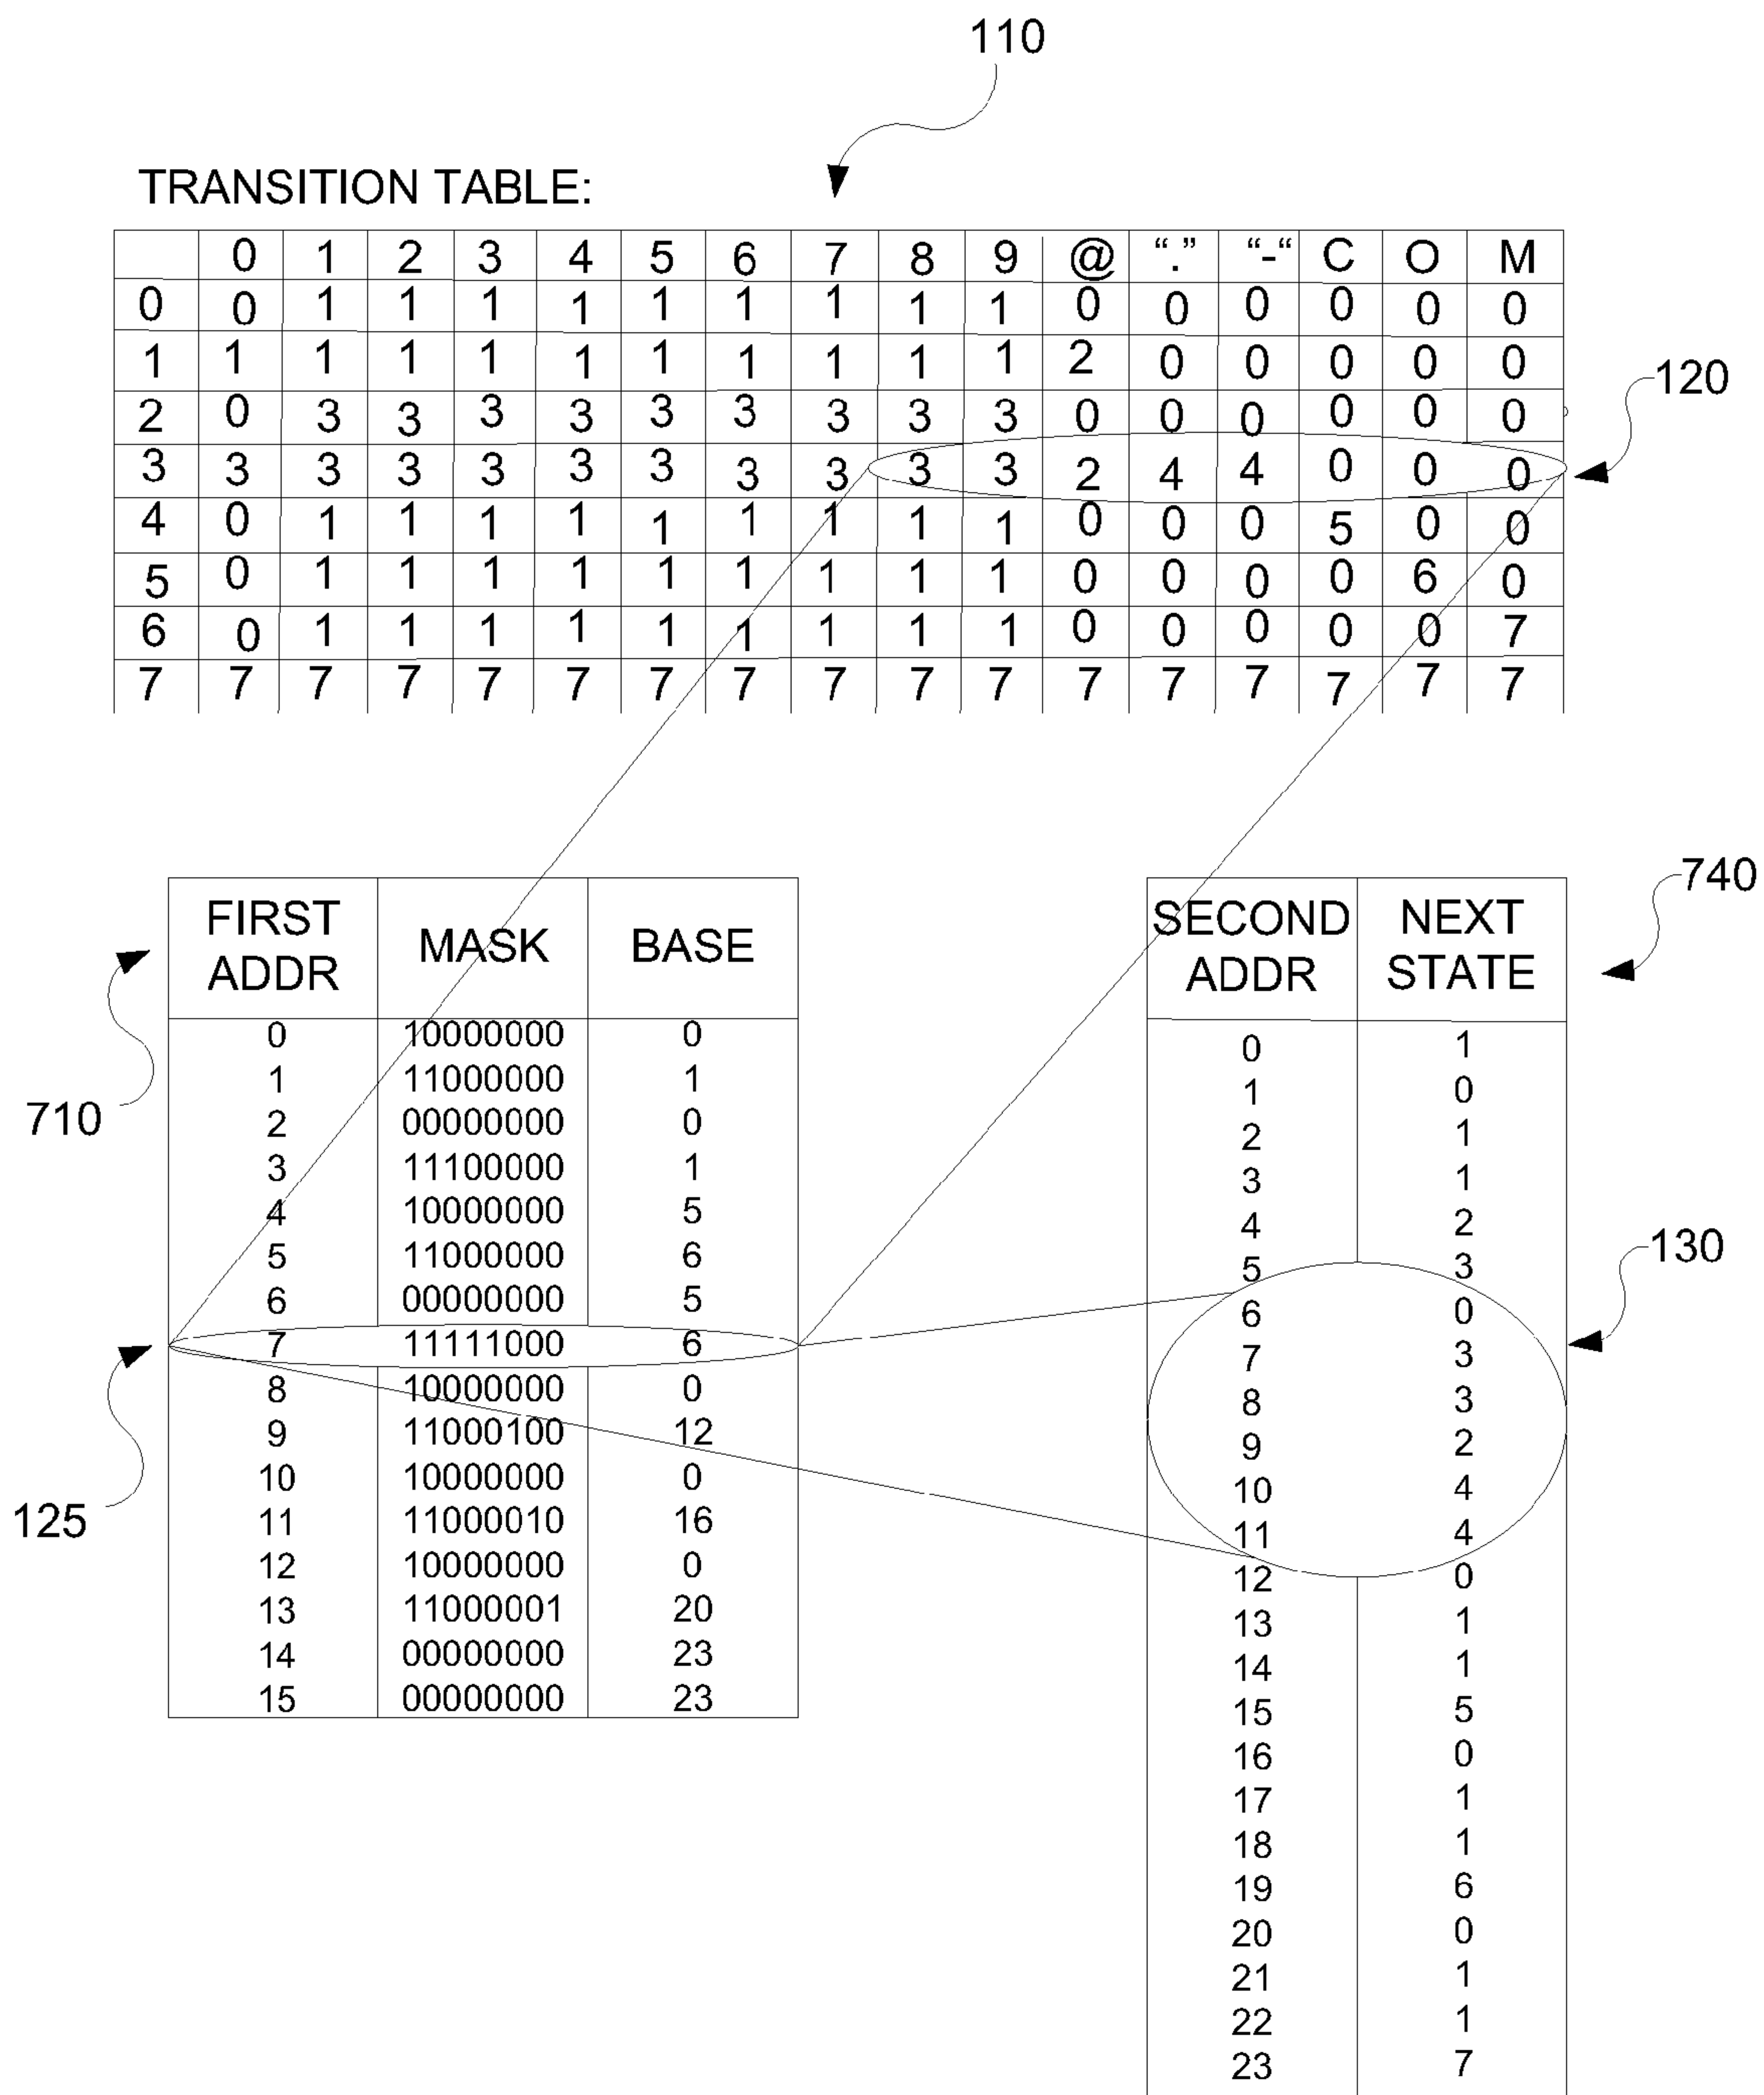 110
TRANSITION TABLE:
0 1 2 3 4 5 6 7 8 9 @ “.” “-“ C O M
0 0 1 1 1 1 1 1 1 1 1 0 0 0 0 0 0
1 1 1 1 1 1 1 1 1 1 1 2 0 0 0 0 0
2 0 3 3 3 3 3 3 3 3 3 0 0 0 0 0 0
3 3 3 3 3 3 3 3 3 3 3 2 4 4 0 0 0
4 0 1 1 1 1 1 1 1 1 1 0 0 0 5 0 0
5 0 1 1 1 1 1 1 1 1 1 0 0 0 0 6 0
6 0 1 1 1 1 1 1 1 1 1 0 0 0 0 0 7
7 7 7 7 7 7 7 7 7 7 7 7 7 7 7 7 7
120
710
FIRST ADDR MASK BASE
0 10000000 0
1 11000000 1
2 00000000 0
3 11100000 1
4 10000000 5
5 11000000 6
6 00000000 5
7 11111000 6
8 10000000 0
9 11000100 12
10 10000000 0
11 11000010 16
12 10000000 0
13 11000001 20
14 00000000 23
15 00000000 23
125
740
SECOND ADDR NEXT STATE
0 1
1 0
2 1
3 1
4 2
5 3
6 0
7 3
8 3
9 2
10 4
11 4
12 0
13 1
14 1
15 5
16 0
17 1
18 1
19 6
20 0
21 1
22 1
23 7
130